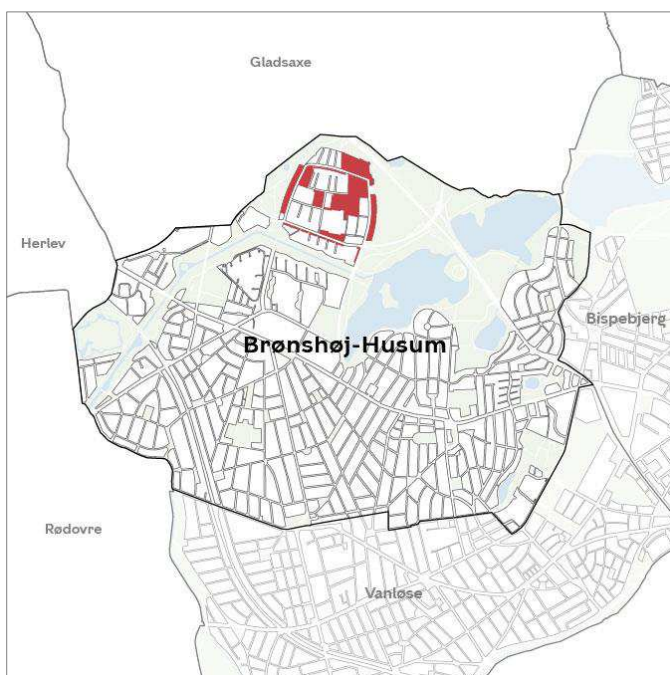 Gladsaxe
Herlev
Bispebjerg
Brønshøj-Husum
Rødovre
Vanløse